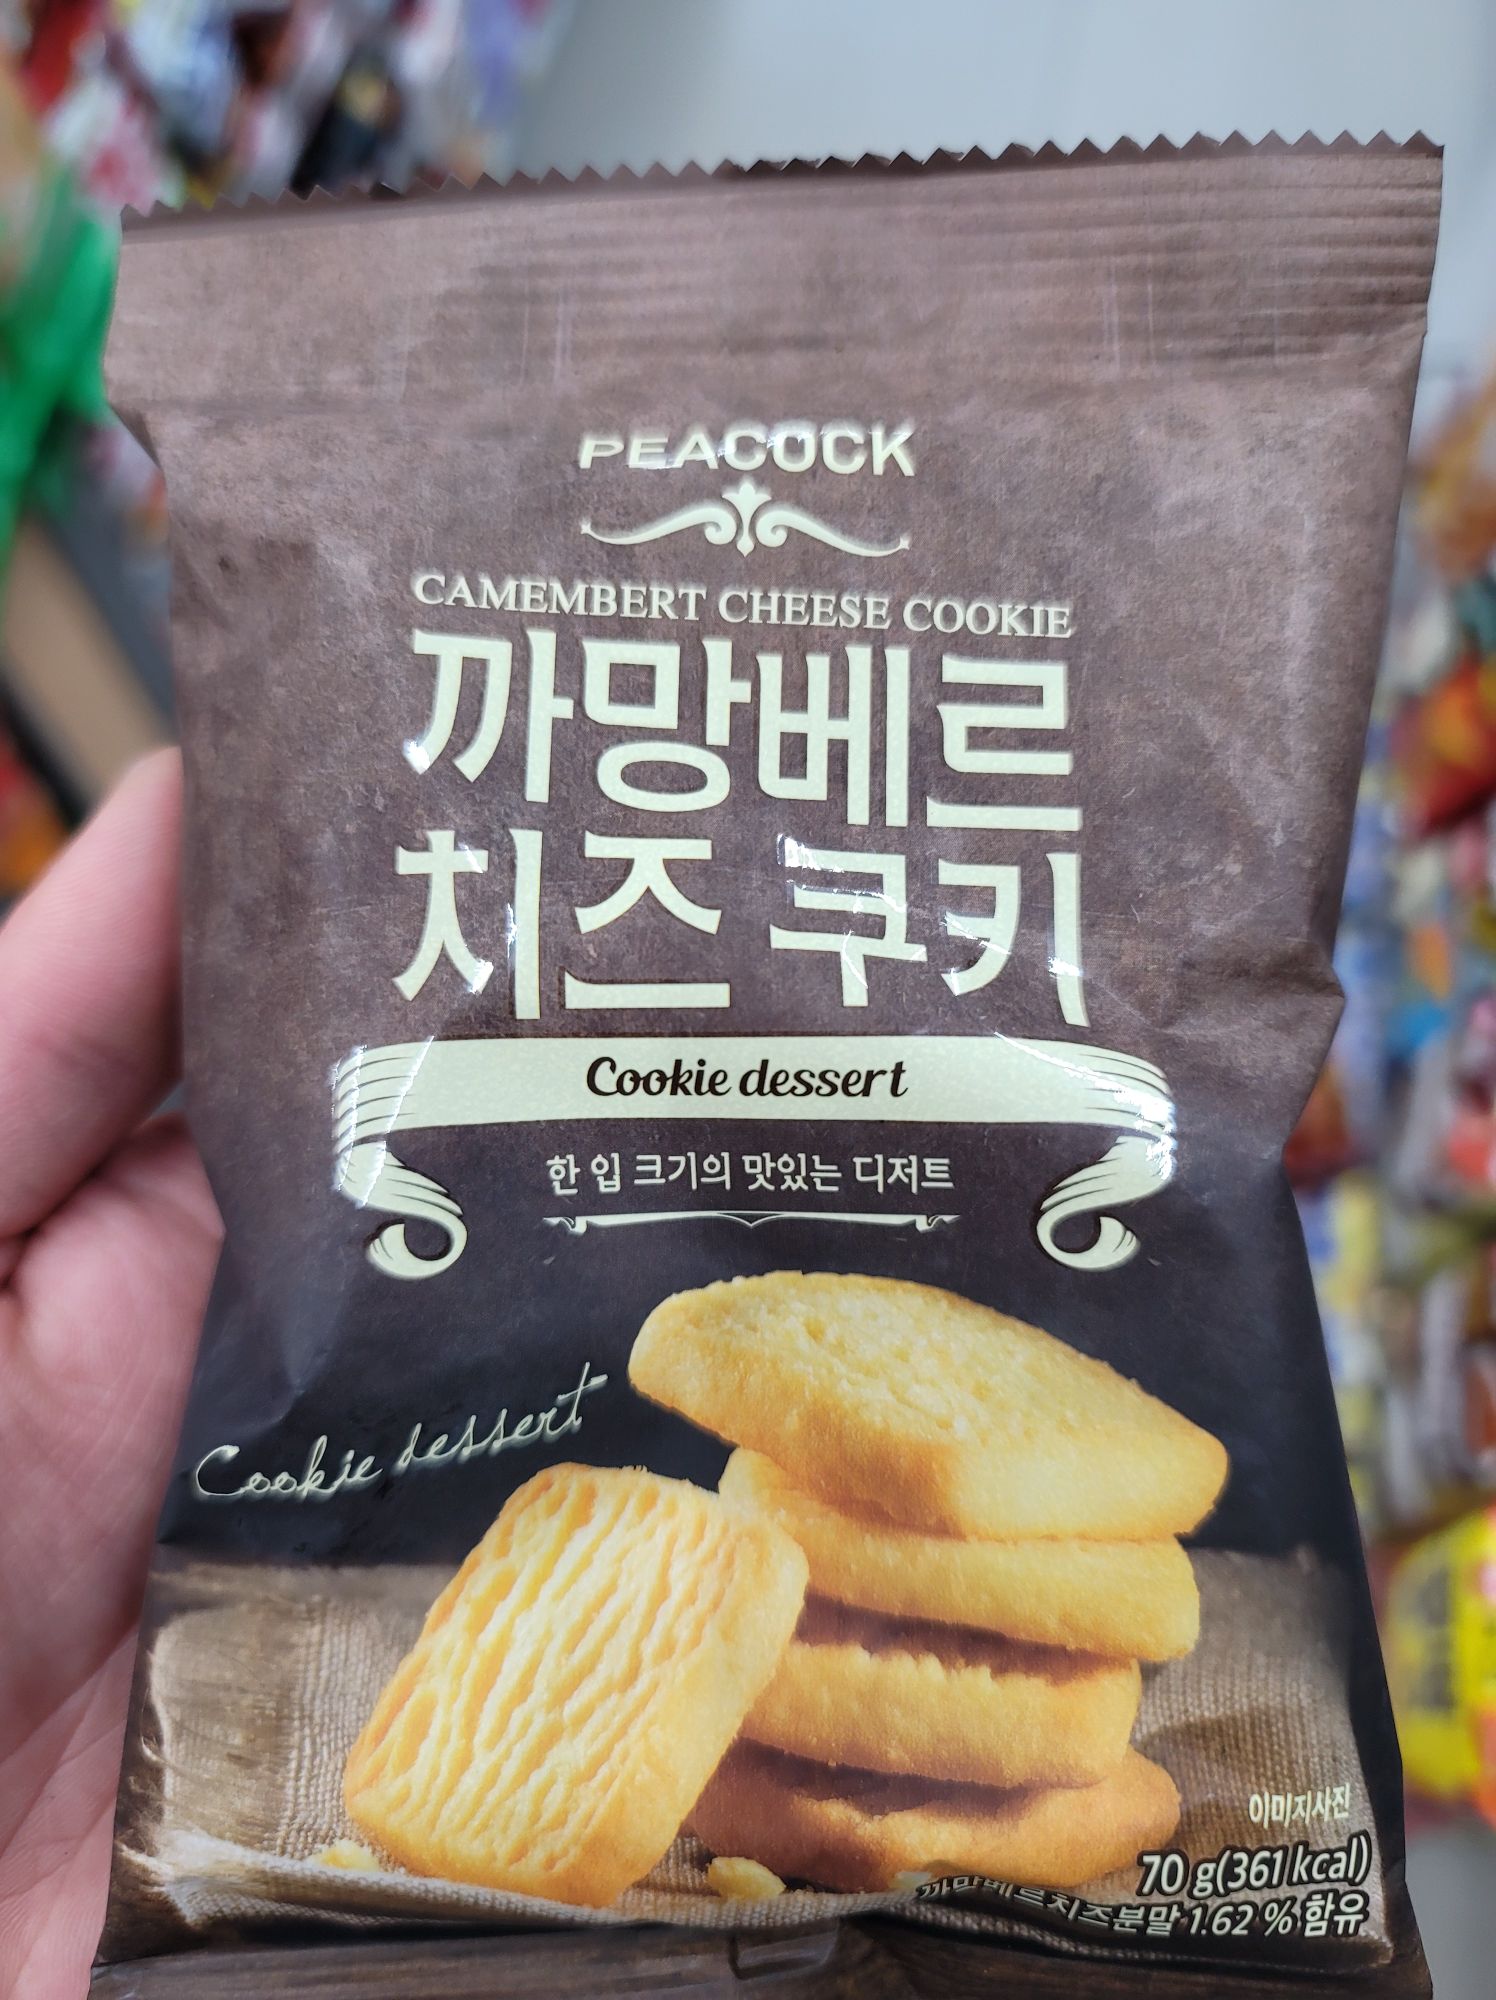 PEACOCK
CAMEMBERT CHEESE COOKIE
까망베르
치즈 쿠키
Cookie dessert
한 입 크기의 맛있는 디저트
Cookie dessert
이미지사진
70 g(361 kcal)
까망베르치즈분말 1.62 % 함유